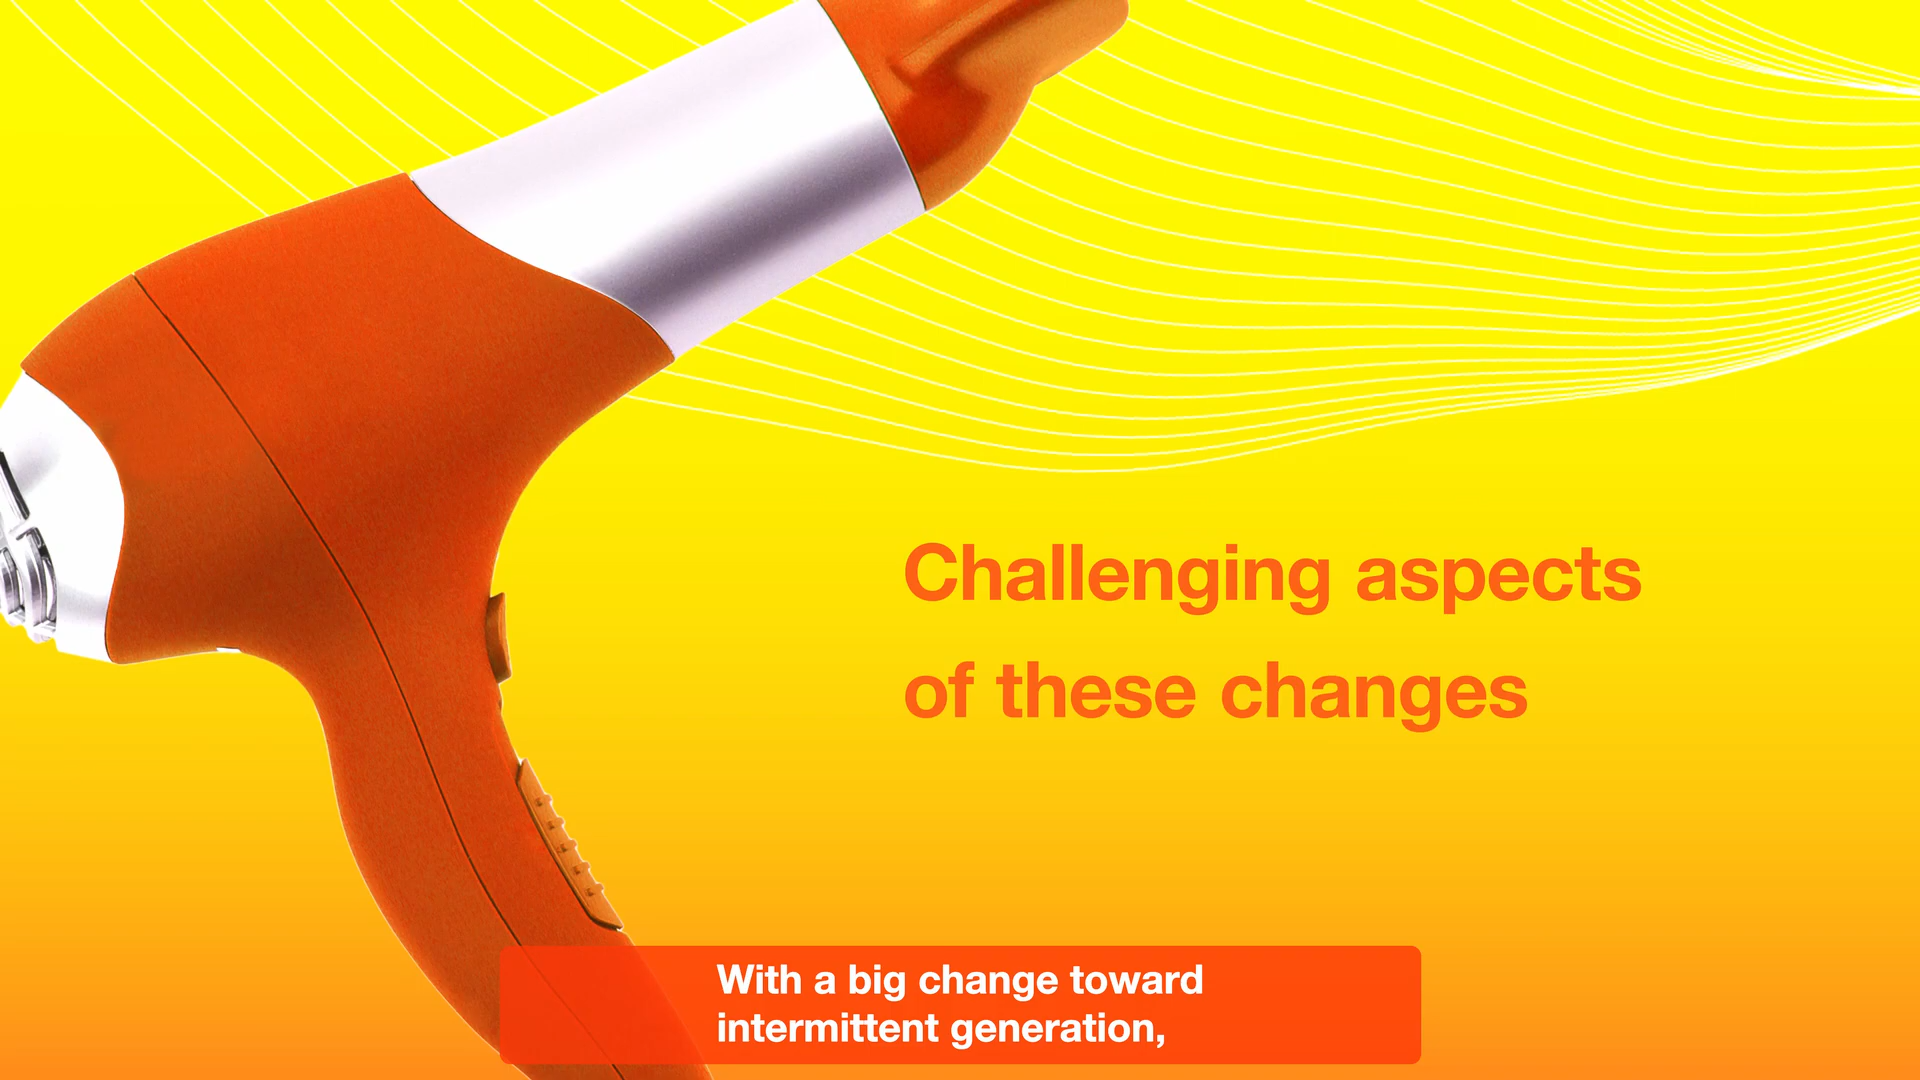 Challenging aspects
of these changes
With a big change toward
intermittent generation,